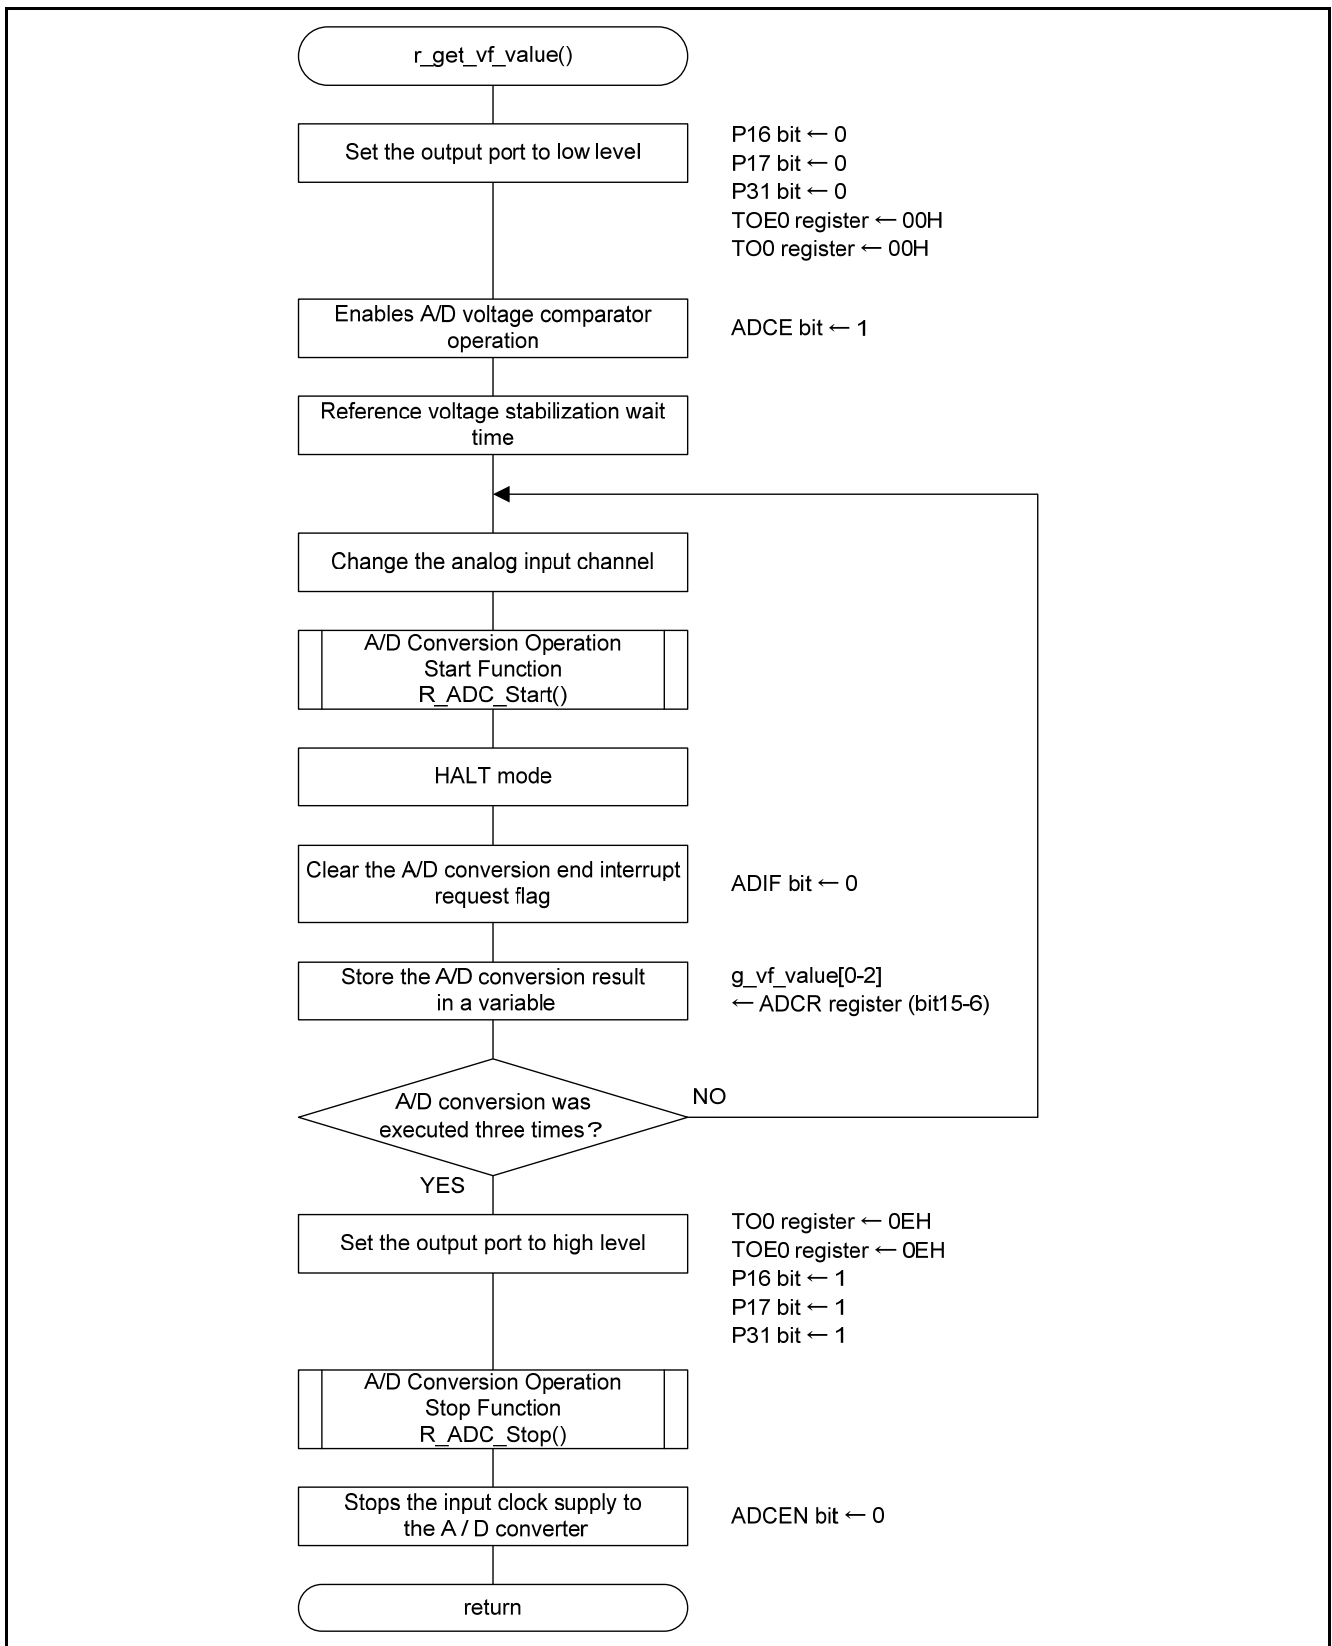 r_get_vf_value()
Set the output port to low level
P16 bit ← 0
P17 bit ← 0
P31 bit ← 0
TOE0 register ← 00H
TO0 register ← 00H
Enables A/D voltage comparator
operation
ADCE bit ← 1
Reference voltage stabilization wait
time
Change the analog input channel
A/D Conversion Operation
Start Function
R_ADC_Start()
HALT mode
Clear the A/D conversion end interrupt
request flag
ADIF bit ← 0
Store the A/D conversion result
in a variable
g_vf_value[0-2]
← ADCR register (bit15-6)
A/D conversion was
executed three times?
NO
YES
Set the output port to high level
TO0 register ← 0EH
TOE0 register ← 0EH
P16 bit ← 1
P17 bit ← 1
P31 bit ← 1
A/D Conversion Operation
Stop Function
R_ADC_Stop()
Stops the input clock supply to
the A / D converter
ADCEN bit ← 0
return